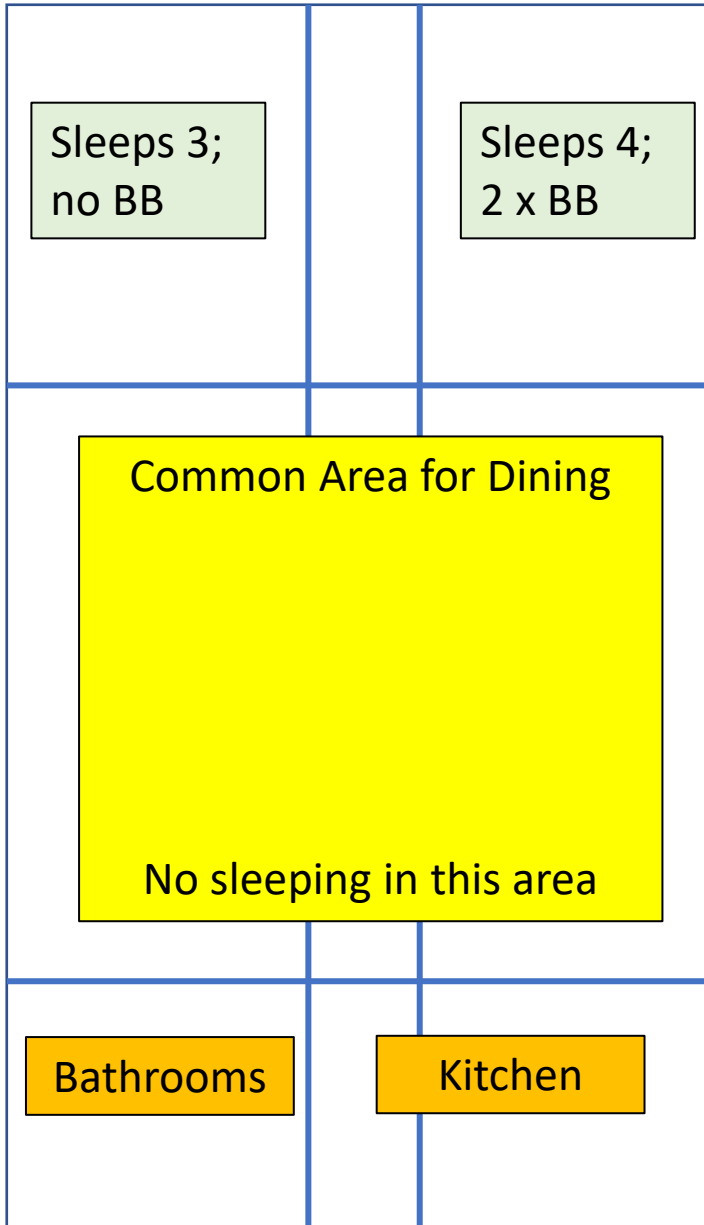 Sleeps 3;
no BB
Sleeps 4;
2 x BB
Common Area for Dining
No sleeping in this area
Bathrooms
Kitchen